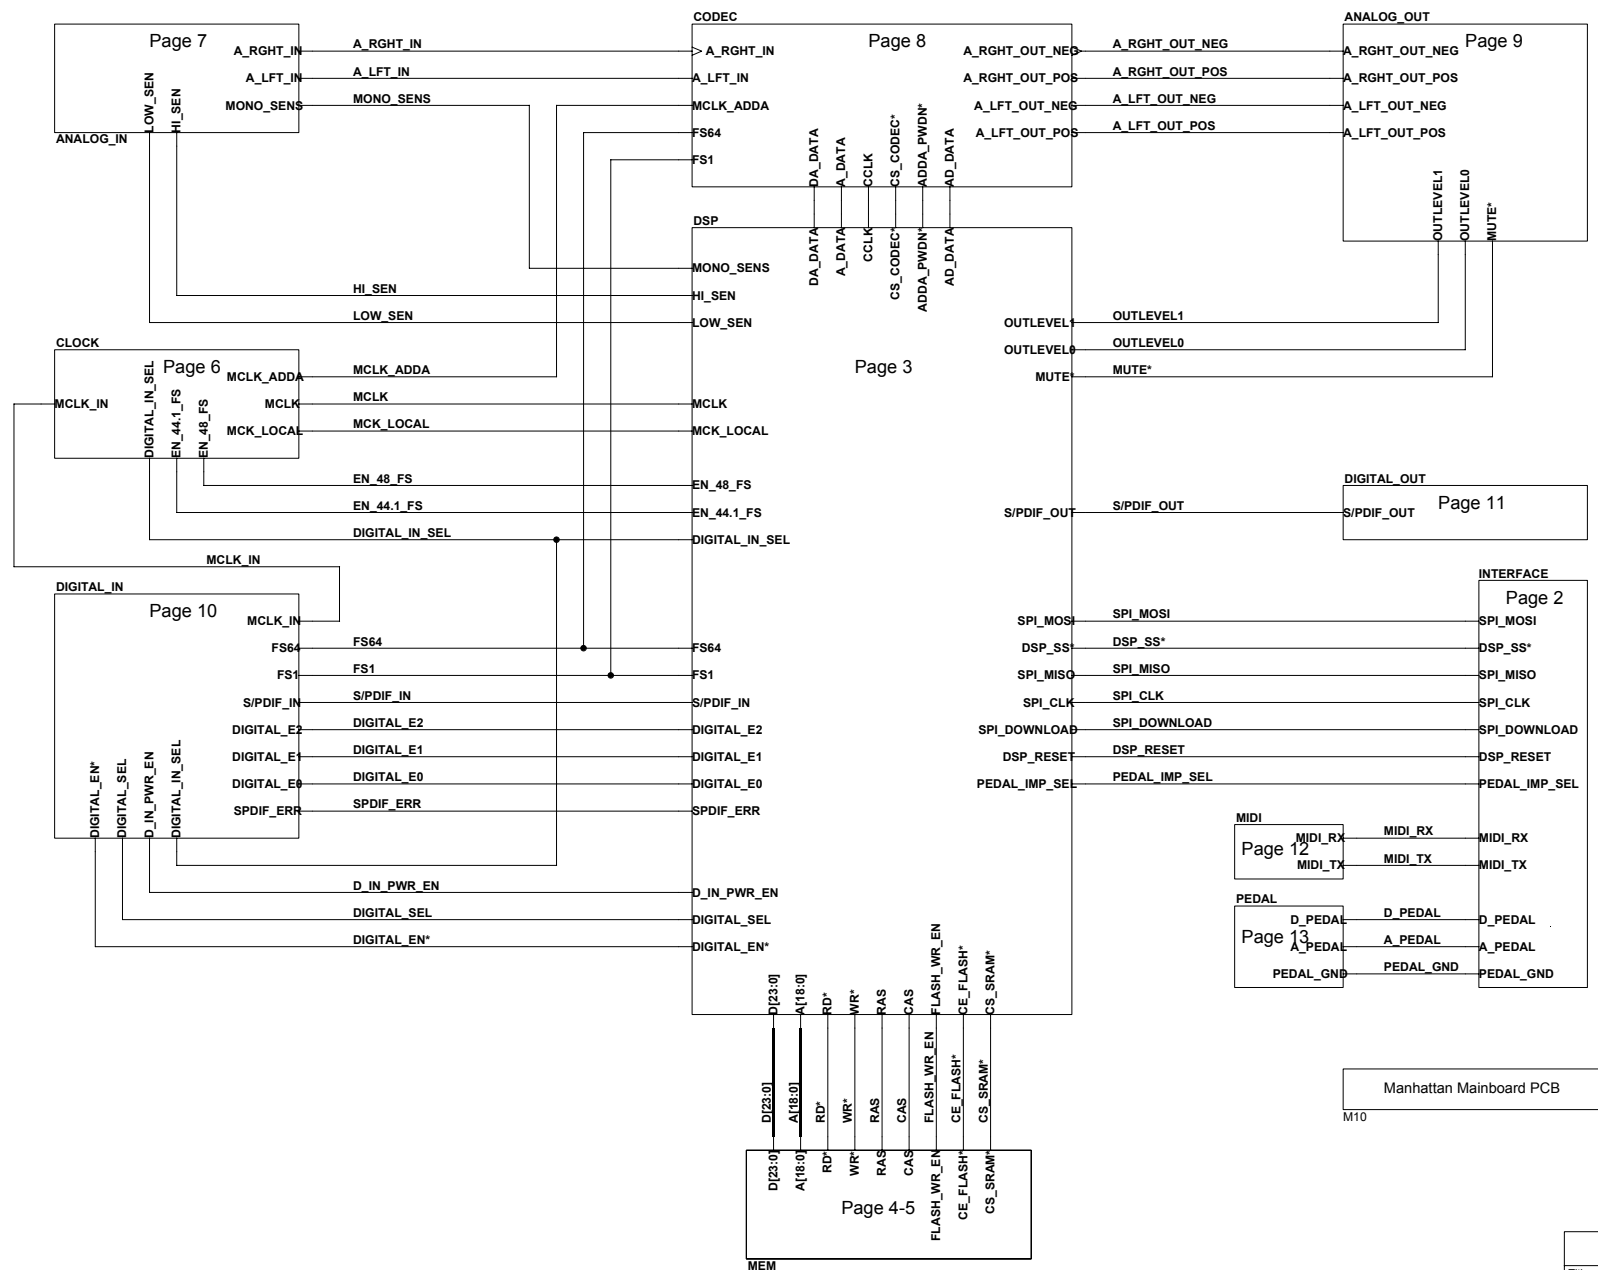 CODEC
ANALOG_OUT
Page 7
A_RGHT_IN
A_LFT_IN
MONO_SENS
LOW_SEN
HI_SEN
ANALOG_IN
A_RGHT_IN
A_LFT_IN
MONO_SENS
Page 8
A_RGHT_IN
A_LFT_IN
MCLK_ADDA
FS64
FS1
DA_DATA
A_DATA
CCLK
CS_CODEC*
ADDA_PWDN*
AD_DATA
A_RGHT_OUT_NEG
A_RGHT_OUT_POS
A_LFT_OUT_NEG
A_LFT_OUT_POS
A_RGHT_OUT_NEG
A_RGHT_OUT_POS
A_LFT_OUT_NEG
A_LFT_OUT_POS
Page 9
A_RGHT_OUT_NEG
A_RGHT_OUT_POS
A_LFT_OUT_NEG
A_LFT_OUT_POS
OUTLEVEL1
OUTLEVEL0
MUTE*
DSP
DA_DATA
A_DATA
CCLK
CS_CODEC*
ADDA_PWDN*
AD_DATA
MONO_SENS
HI_SEN
HI_SEN
LOW_SEN
LOW_SEN
OUTLEVEL1
OUTLEVEL1
OUTLEVEL0
OUTLEVEL0
MUTE*
MUTE*
Page 3
CLOCK
Page 6
MCLK_IN
DIGITAL_IN_SEL
EN_44.1_FS
EN_48_FS
MCLK_ADDA
MCLK
MCK_LOCAL
MCLK_ADDA
MCLK
MCK_LOCAL
MCLK
MCK_LOCAL
EN_48_FS
EN_48_FS
EN_44.1_FS
EN_44.1_FS
DIGITAL_IN_SEL
DIGITAL_IN_SEL
S/PDIF_OUT
S/PDIF_OUT
DIGITAL_OUT
S/PDIF_OUT
Page 11
MCLK_IN
DIGITAL_IN
Page 10
MCLK_IN
FS64
FS1
S/PDIF_IN
DIGITAL_E2
DIGITAL_E1
DIGITAL_E0
SPDIF_ERR
DIGITAL_EN*
DIGITAL_SEL
D_IN_PWR_EN
DIGITAL_IN_SEL
FS64
FS1
S/PDIF_IN
DIGITAL_E2
DIGITAL_E1
DIGITAL_E0
SPDIF_ERR
FS64
FS1
S/PDIF_IN
DIGITAL_E2
DIGITAL_E1
DIGITAL_E0
SPDIF_ERR
D_IN_PWR_EN
D_IN_PWR_EN
DIGITAL_SEL
DIGITAL_SEL
DIGITAL_EN*
DIGITAL_EN*
SPI_MOSI
DSP_SS*
SPI_MISO
SPI_CLK
SPI_DOWNLOAD
DSP_RESET
PEDAL_IMP_SEL
SPI_MOSI
DSP_SS*
SPI_MISO
SPI_CLK
SPI_DOWNLOAD
DSP_RESET
PEDAL_IMP_SEL
INTERFACE
Page 2
SPI_MOSI
DSP_SS*
SPI_MISO
SPI_CLK
SPI_DOWNLOAD
DSP_RESET
PEDAL_IMP_SEL
MIDI_RX
MIDI_TX
D_PEDAL
A_PEDAL
PEDAL_GND
MIDI
Page 12
MIDI_RX
MIDI_TX
MIDI_RX
MIDI_TX
PEDAL
Page 13
D_PEDAL
A_PEDAL
PEDAL_GND
D_PEDAL
A_PEDAL
PEDAL_GND
D[23:0]
A[18:0]
RD*
WR*
RAS
CAS
FLASH_WR_EN
CE_FLASH*
CS_SRAM*
D[23:0]
A[18:0]
RD*
WR*
RAS
CAS
FLASH_WR_EN
CE_FLASH*
CS_SRAM*
D[23:0]
A[18:0]
RD*
WR*
RAS
CAS
FLASH_WR_EN
CE_FLASH*
CS_SRAM*
Page 4-5
MEM
Manhattan Mainboard PCB
M10